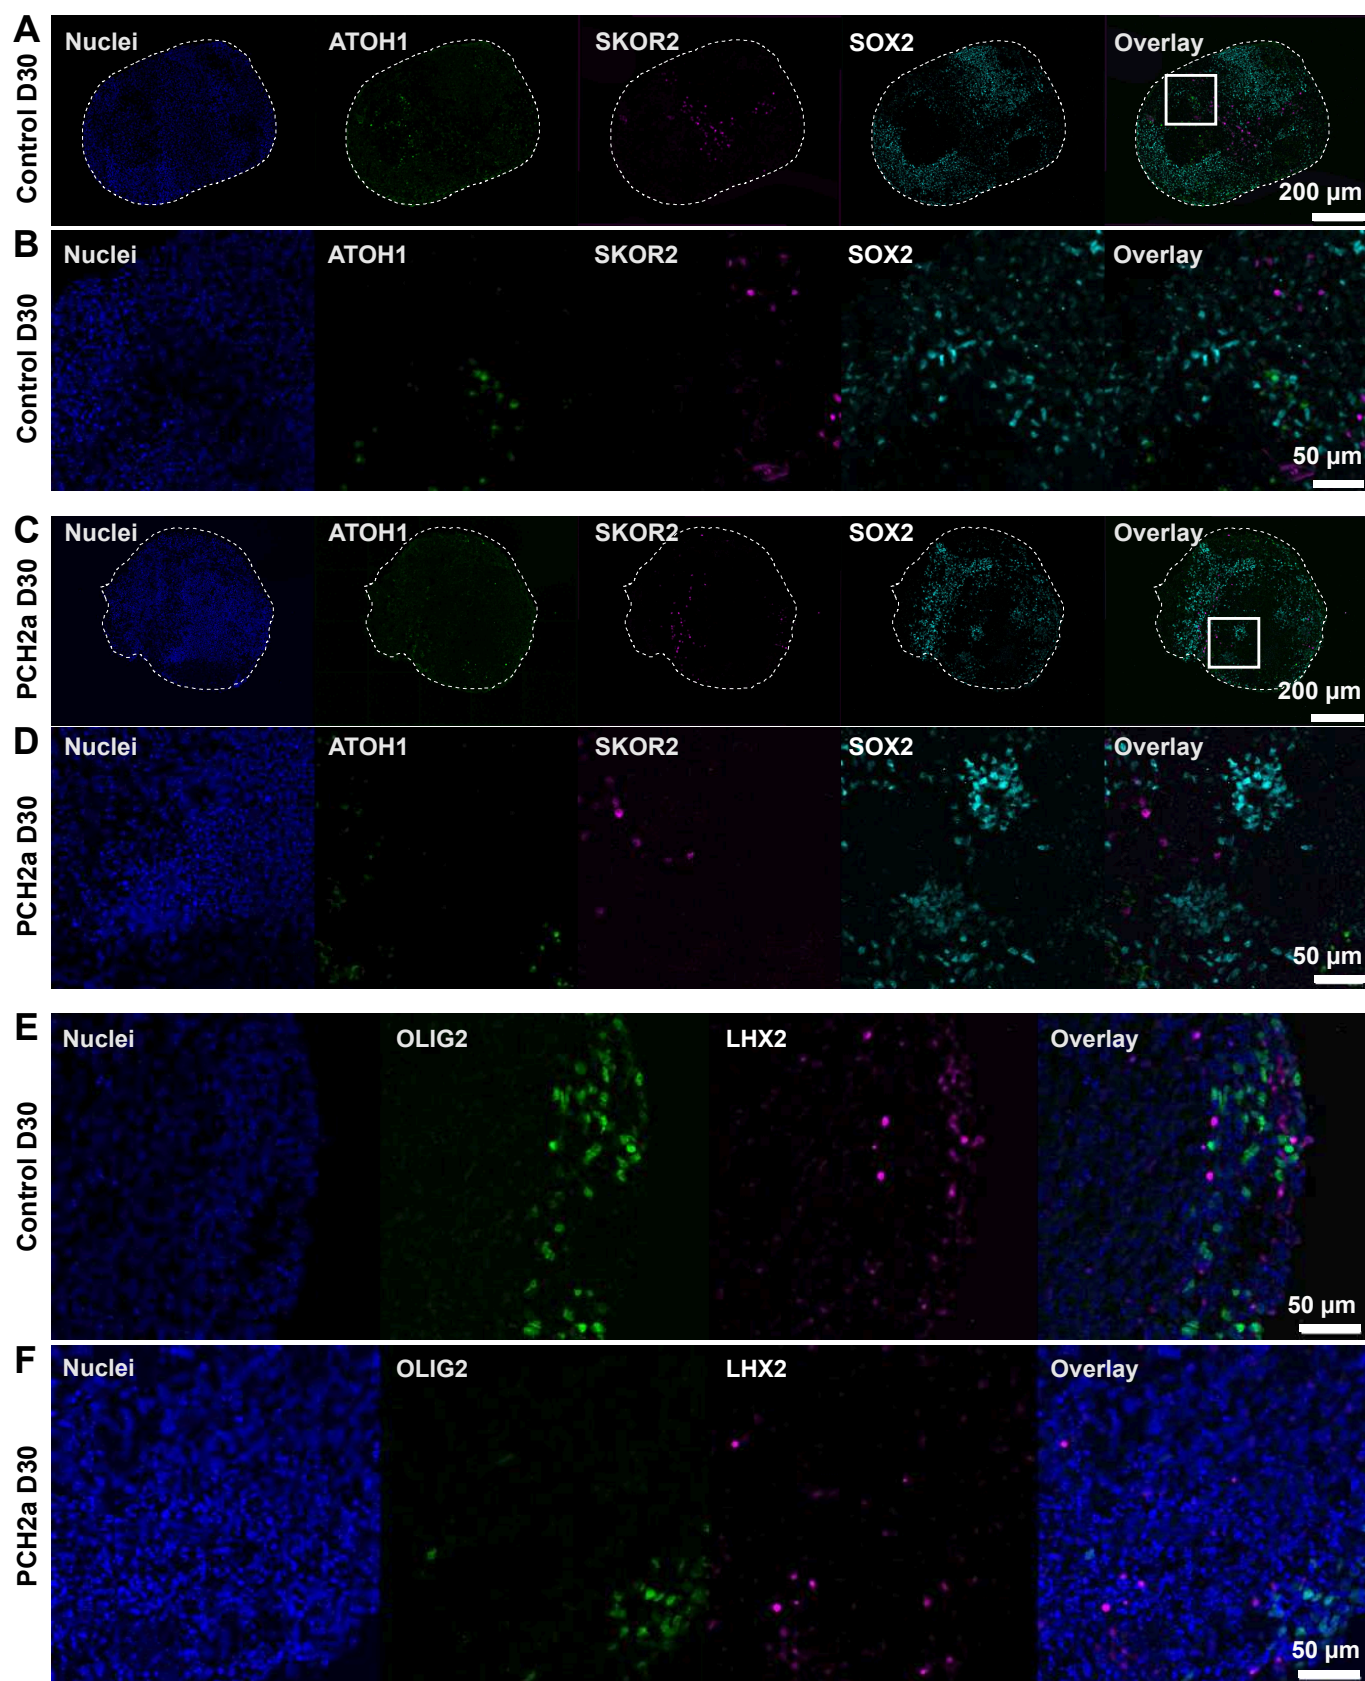 A
Control D30
Nuclei
ATOH1
SKOR2
SOX2
Overlay
200 µm
B
Control D30
Nuclei
ATOH1
SKOR2
SOX2
Overlay
50 µm
C
PCH2a D30
Nuclei
ATOH1
SKOR2
SOX2
Overlay
200 µm
D
PCH2a D30
Nuclei
ATOH1
SKOR2
SOX2
Overlay
50 µm
E
Control D30
Nuclei
OLIG2
LHX2
Overlay
50 µm
F
PCH2a D30
Nuclei
OLIG2
LHX2
Overlay
50 µm